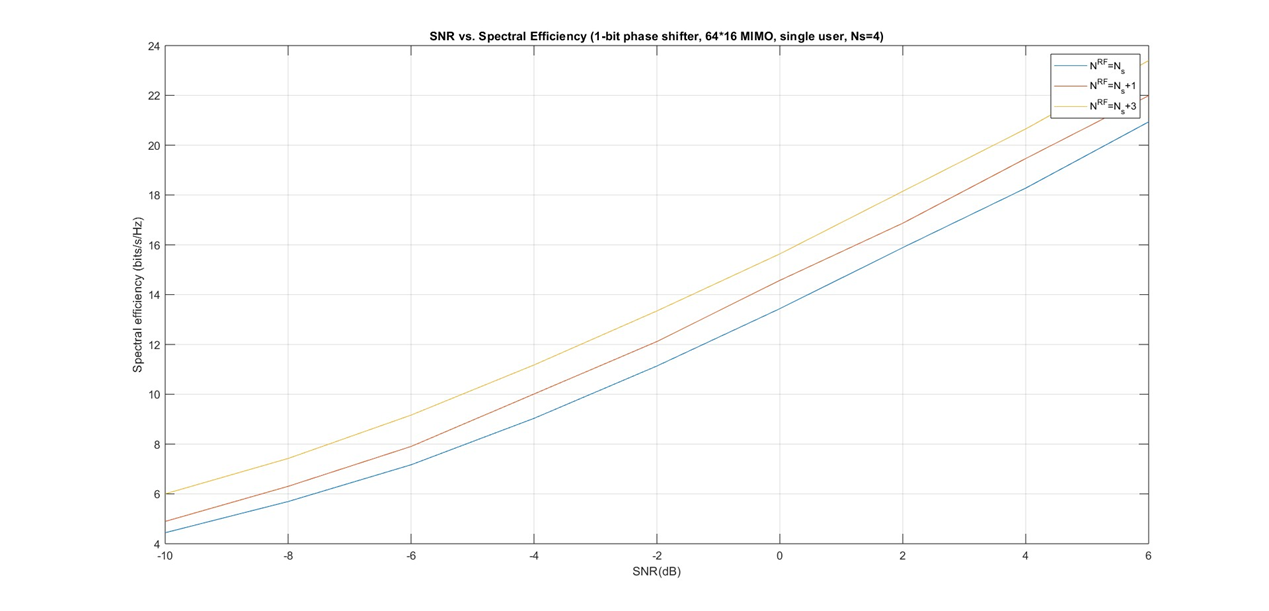 SNR vs. Spectral Efficiency (1-bit phase shifter, 64*16 MIMO, single user, Ns=4)
24
22
20
18
16
14
12
10
8
6
4
Spectral efficiency (bits/s/Hz)
N^RF=N_s
N^RF=N_s+1
N^RF=N_s+3
-10 -8 -6 -4 -2 0 2 4 6
SNR(dB)